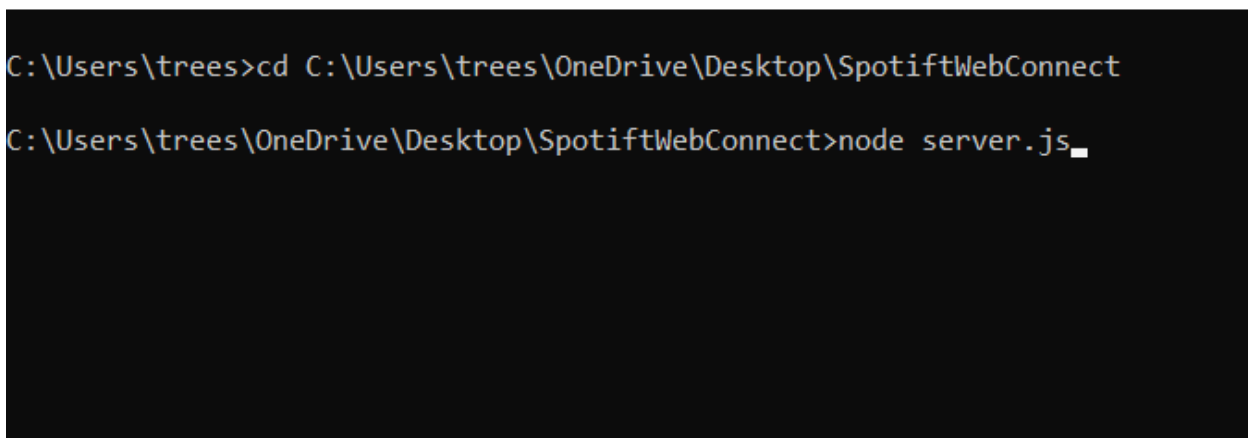 C:\Users\trees>cd C:\Users\trees\OneDrive\Desktop\SpotiftWebConnect
C:\Users\trees\OneDrive\Desktop\SpotiftWebConnect>node server.js